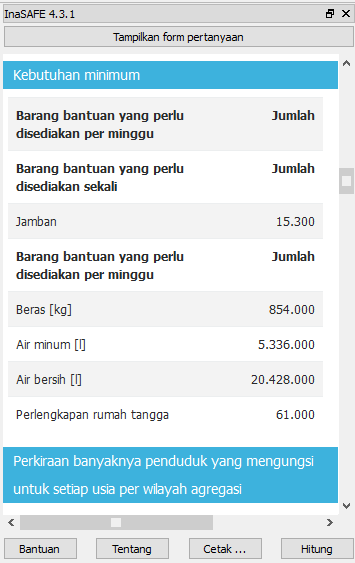 InaSAFE 4.3.1
Tampilkan form pertanyaan
Kebutuhan minimum
Barang bantuan yang perlu Jumlah
disediakan per minggu
Barang bantuan yang perlu Jumlah
disediakan sekali
Jamban 15.300
Barang bantuan yang perlu Jumlah
disediakan per minggu
Beras [kg] 854.000
Air minum [l] 5.336.000
Air bersih [l] 20.428.000
Perlengkapan rumah tangga 61.000
Perkiraan banyaknya penduduk yang mengungsi
untuk setiap usia per wilayah agregasi
Bantuan Tentang Cetak ... Hitung